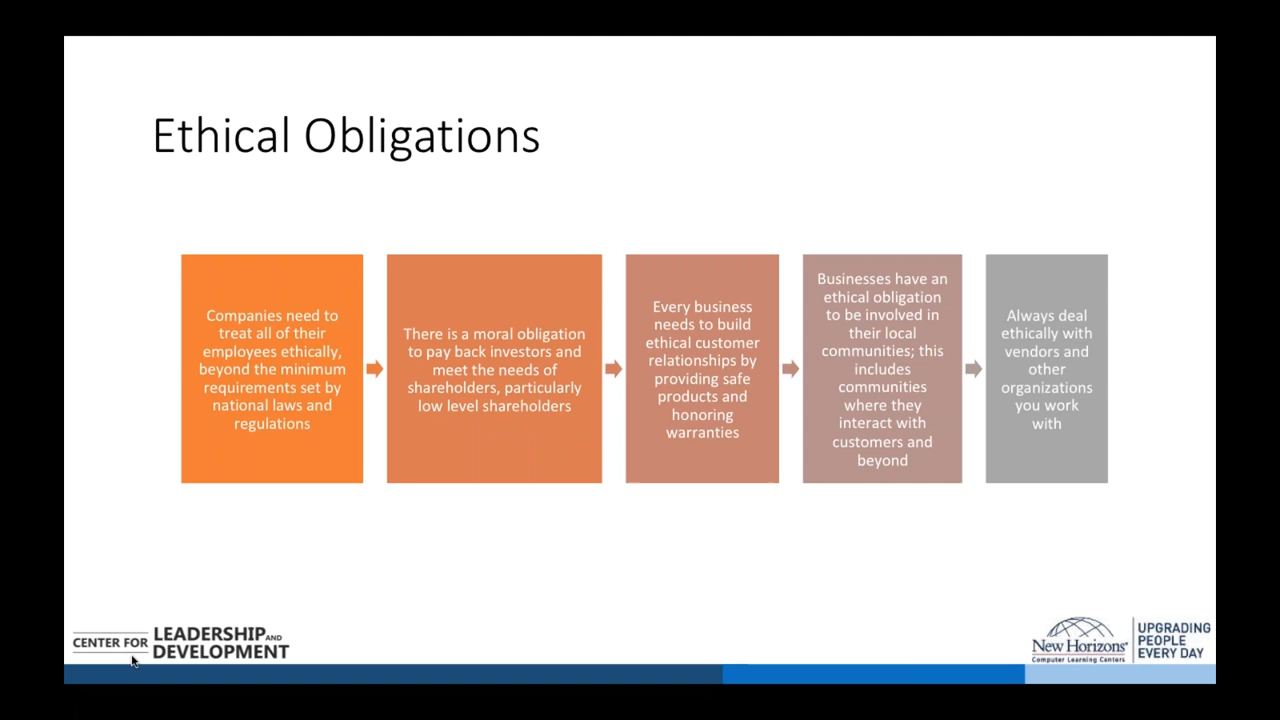 Ethical Obligations
Companies need to
treat all of their
employees ethically,
beyond the minimum
requirements set by
national laws and
regulations
There is a moral obligation
to pay back investors and
meet the needs of
shareholders, particularly
low level shareholders
Every business
needs to build
ethical customer
relationships by
providing safe
products and
honoring
warranties
Businesses have an
ethical obligation
to be involved in
their local
communities; this
includes
communities
where they
interact with
customers and
beyond
Always deal
ethically with
vendors and
other
organizations
you work
with
CENTER FOR LEADERSHIP AND
DEVELOPMENT
New Horizons®
Computer Learning Centers
UPGRADING
PEOPLE
EVERY DAY